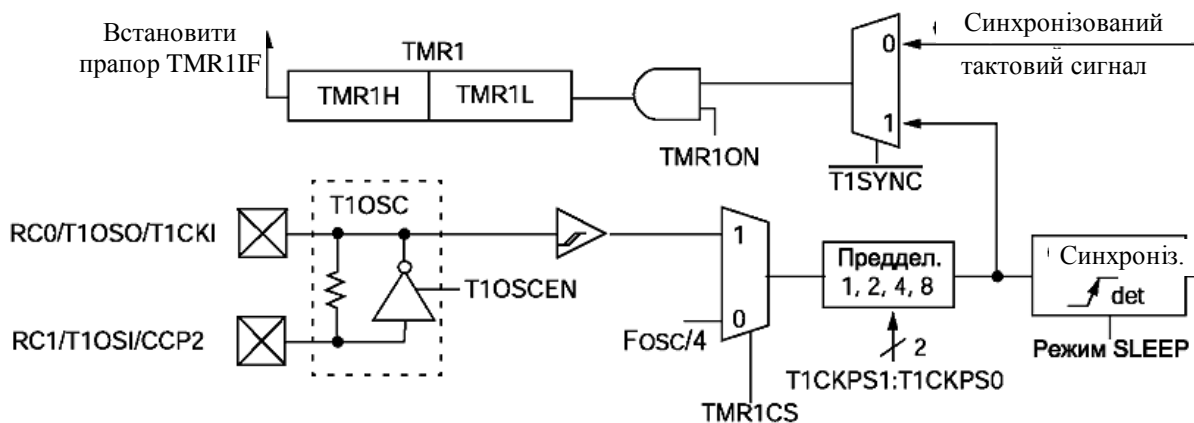 Встановити
прапор TMR1IF
TMR1
TMR1H
TMR1L
TMR1ON
0
1
Синхронізований
тактовий сигнал
T1SYNC
RC0/T1OSO/T1CKI
T1OSC
T1OSCEN
RC1/T1OSI/CCP2
1
0
FOSC/4
TMR1CS
Преддел.
1, 2, 4, 8
2
T1CKPS1:T1CKPS0
Синхроніз.
det
Режим SLEEP